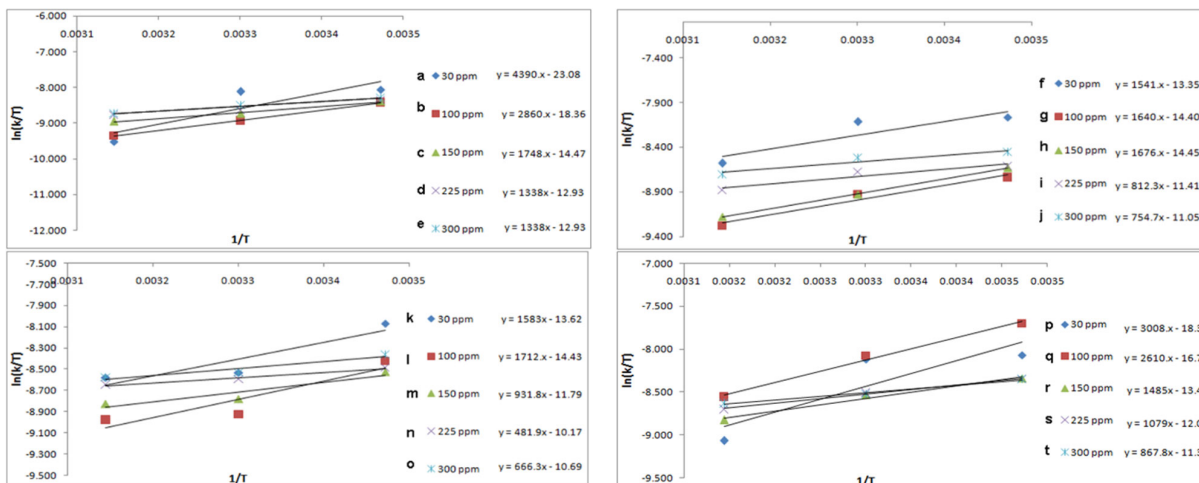 -6.000
0.0031 0.0032 0.0033 0.0034 0.0035
-7.000
-8.000
-9.000
-10.000
-11.000
-12.000
ln(k/T)
1/T
a 30 ppm y = 4390.x - 23.08
b 100 ppm y = 2860.x - 18.36
c 150 ppm y = 1748.x - 14.47
d 225 ppm y = 1338.x - 12.93
e 300 ppm y = 1338.x - 12.93
0.0031 0.0032 0.0033 0.0034 0.0035
-7.400
-7.900
-8.400
-8.900
-9.400
ln(k/T)
1/T
f 30 ppm y = 1541.x - 13.35
g 100 ppm y = 1640.x - 14.40
h 150 ppm y = 1676.x - 14.45
i 225 ppm y = 812.3x - 11.41
j 300 ppm y = 754.7x - 11.05
-7.500
0.0031 0.0032 0.0033 0.0034 0.0035
-7.700
-7.900
-8.100
-8.300
-8.500
-8.700
-8.900
-9.100
-9.300
-9.500
ln(k/T)
1/T
k 30 ppm y = 1583x - 13.62
l 100 ppm y = 1712.x - 14.43
m 150 ppm y = 931.8x - 11.79
n 225 ppm y = 481.9x - 10.17
o 300 ppm y = 666.3x - 10.69
-7.000
0.0031 0.0032 0.0032 0.0033 0.0033 0.0034 0.0034 0.0035 0.0035
-7.500
-8.000
-8.500
-9.000
-9.500
ln(k/T)
1/T
p 30 ppm y = 3008.x - 18.3
q 100 ppm y = 2610.x - 16.7
r 150 ppm y = 1485x - 13.4
s 225 ppm y = 1079x - 12.0
t 300 ppm y = 867.8x - 11.3